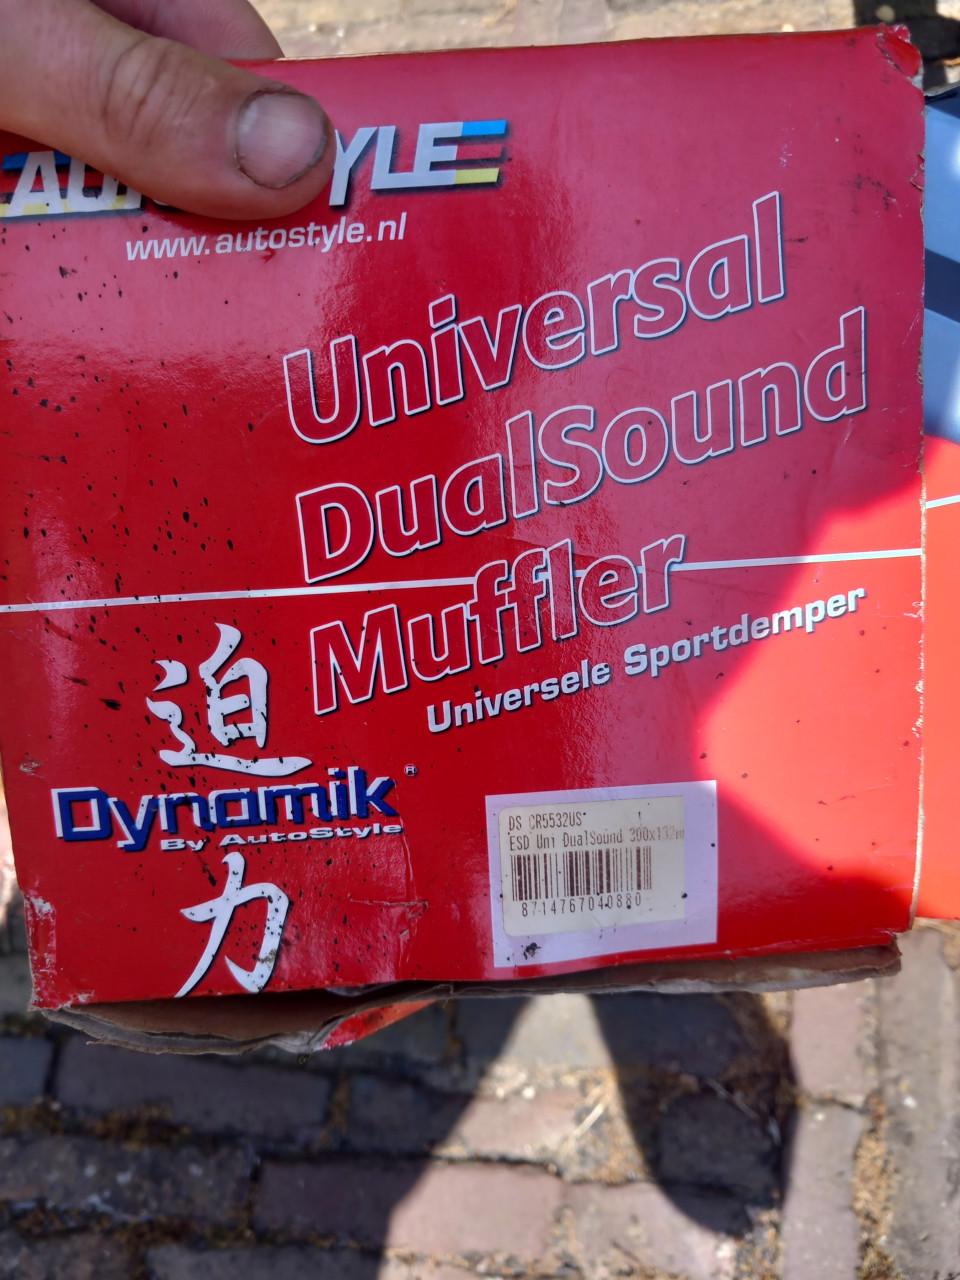 www.autostyle.nl
Universal
DualSound
Muffler
Universele Sportdemper
迫
Dynamik®
By AutoStyle
力
DS CR5532US*
ESD Uni DualSound 300x132m
8714767040880